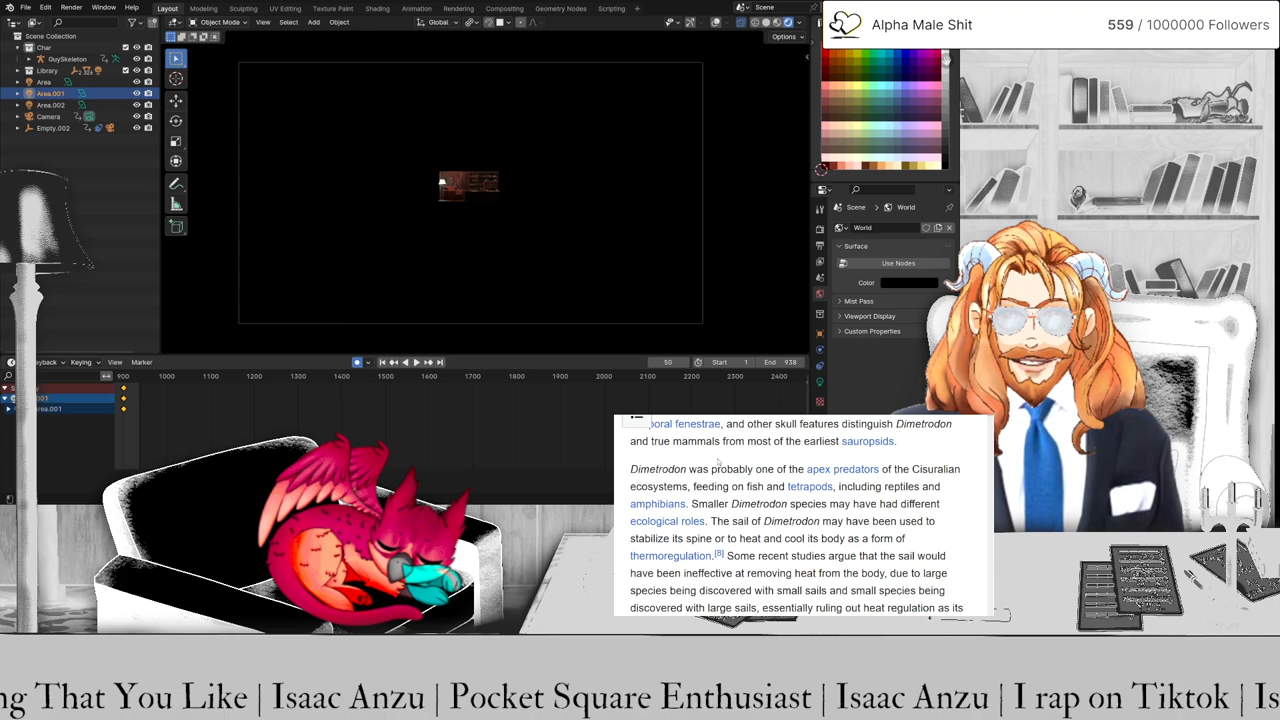 File Edit Render Window Help Layout Modeling Sculpting UV Editing Texture Paint Shading Animation Rendering Compositing Geometry Nodes Scripting Scene
Object Mode View Select Add Object Global
Options
Scene Collection
Char
GuySkeleton
Library
Area
Area.001
Area.002
Camera
Empty.002
Alpha Male Shit
559 / 1000000 Followers
Scene World
World
Surface
Use Nodes
Color
Mist Pass
Viewport Display
Custom Properties
yback Keying View Marker
50 Start 1 End 938
900 1000 1100 1200 1300 1400 1500 1600 1700 1800 1900 2000 2100 2200 2300 2400
001
rea.001
poral fenestrae, and other skull features distinguish Dimetrodon
and true mammals from most of the earliest sauropsids.
Dimetrodon was probably one of the apex predators of the Cisuralian
ecosystems, feeding on fish and tetrapods, including reptiles and
amphibians. Smaller Dimetrodon species may have had different
ecological roles. The sail of Dimetrodon may have been used to
stabilize its spine or to heat and cool its body as a form of
thermoregulation.[8] Some recent studies argue that the sail would
have been ineffective at removing heat from the body, due to large
species being discovered with small sails and small species being
discovered with large sails, essentially ruling out heat regulation as its
ng That You Like | Isaac Anzu | Pocket Square Enthusiast | Isaac Anzu | I rap on Tiktok | Is